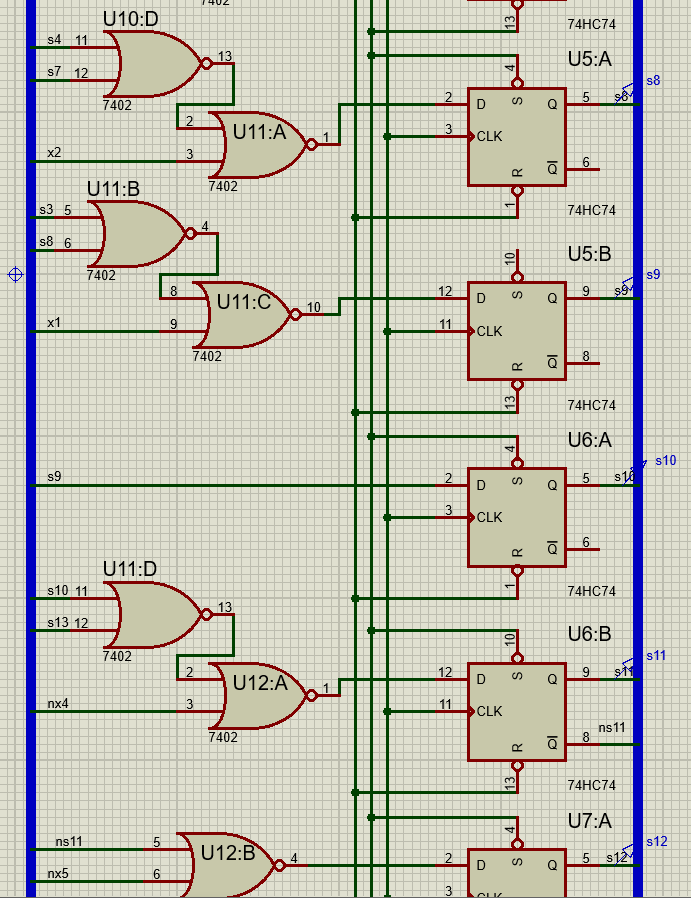 7402
U10:D
s4 11
s7 12
13
7402
2
U11:A
x2
3
1
7402
13
74HC74
U5:A
4
2 D S Q 5 s8
s8
3 CLK
R Q 6
1
74HC74
U11:B
s3 5
s8 6
4
7402
8
U11:C
x1
9
10
7402
U5:B
10
12 D S Q 9 s9
s9
11 CLK
R Q 8
13
74HC74
U6:A
4
s9
2 D S Q 5 s10
s10
3 CLK
R Q 6
1
74HC74
U11:D
s10 11
s13 12
13
7402
2
U12:A
nx4
3
1
7402
U6:B
10
12 D S Q 9 s11
s11
11 CLK
R Q 8 ns11
13
74HC74
U7:A
4
ns11 5
nx5 6
U12:B
4
2 D S Q 5 s12
s12
3 CLK